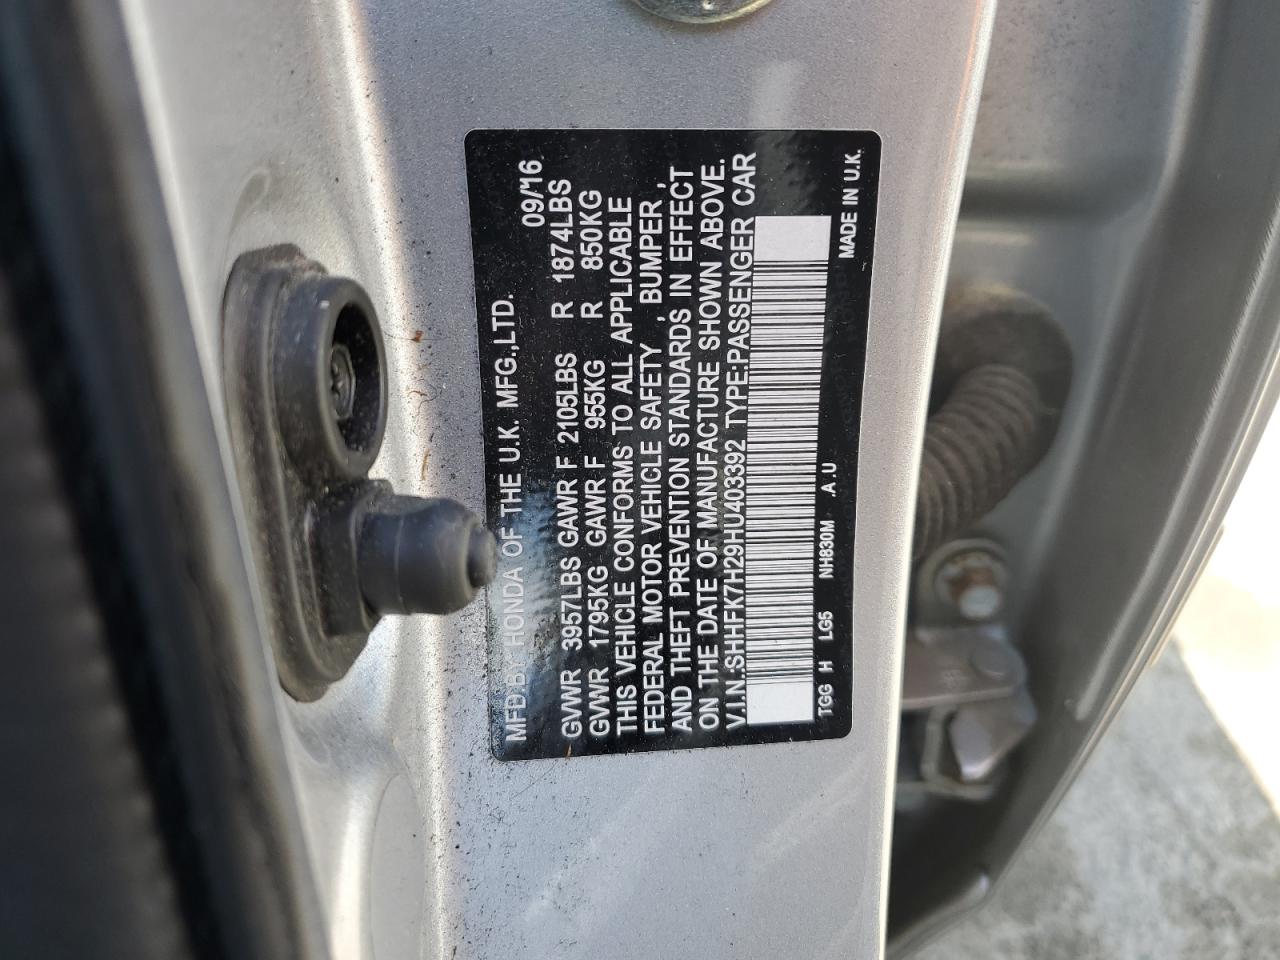 MFD.BY HONDA OF THE U.K. MFG.,LTD. 09/16
GVWR 3957LBS GAWR F 2105LBS R 1874LBS
GVWR 1795KG GAWR F 955KG R 850KG
THIS VEHICLE CONFORMS TO ALL APPLICABLE
FEDERAL MOTOR VEHICLE SAFETY , BUMPER ,
AND THEFT PREVENTION STANDARDS IN EFFECT
ON THE DATE OF MANUFACTURE SHOWN ABOVE.
V.I.N.:SHHFK7H29HU403392 TYPE:PASSENGER CAR
TGG H LG5 NH830M .A U MADE IN U.K.